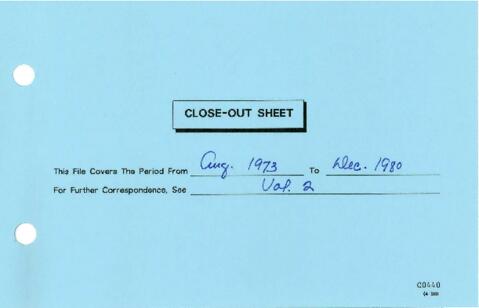 CLOSE-OUT SHEET
This File Covers The Period From Aug. 1973 To Dec. 1980
For Further Correspondence, See Vol. 2
C0440